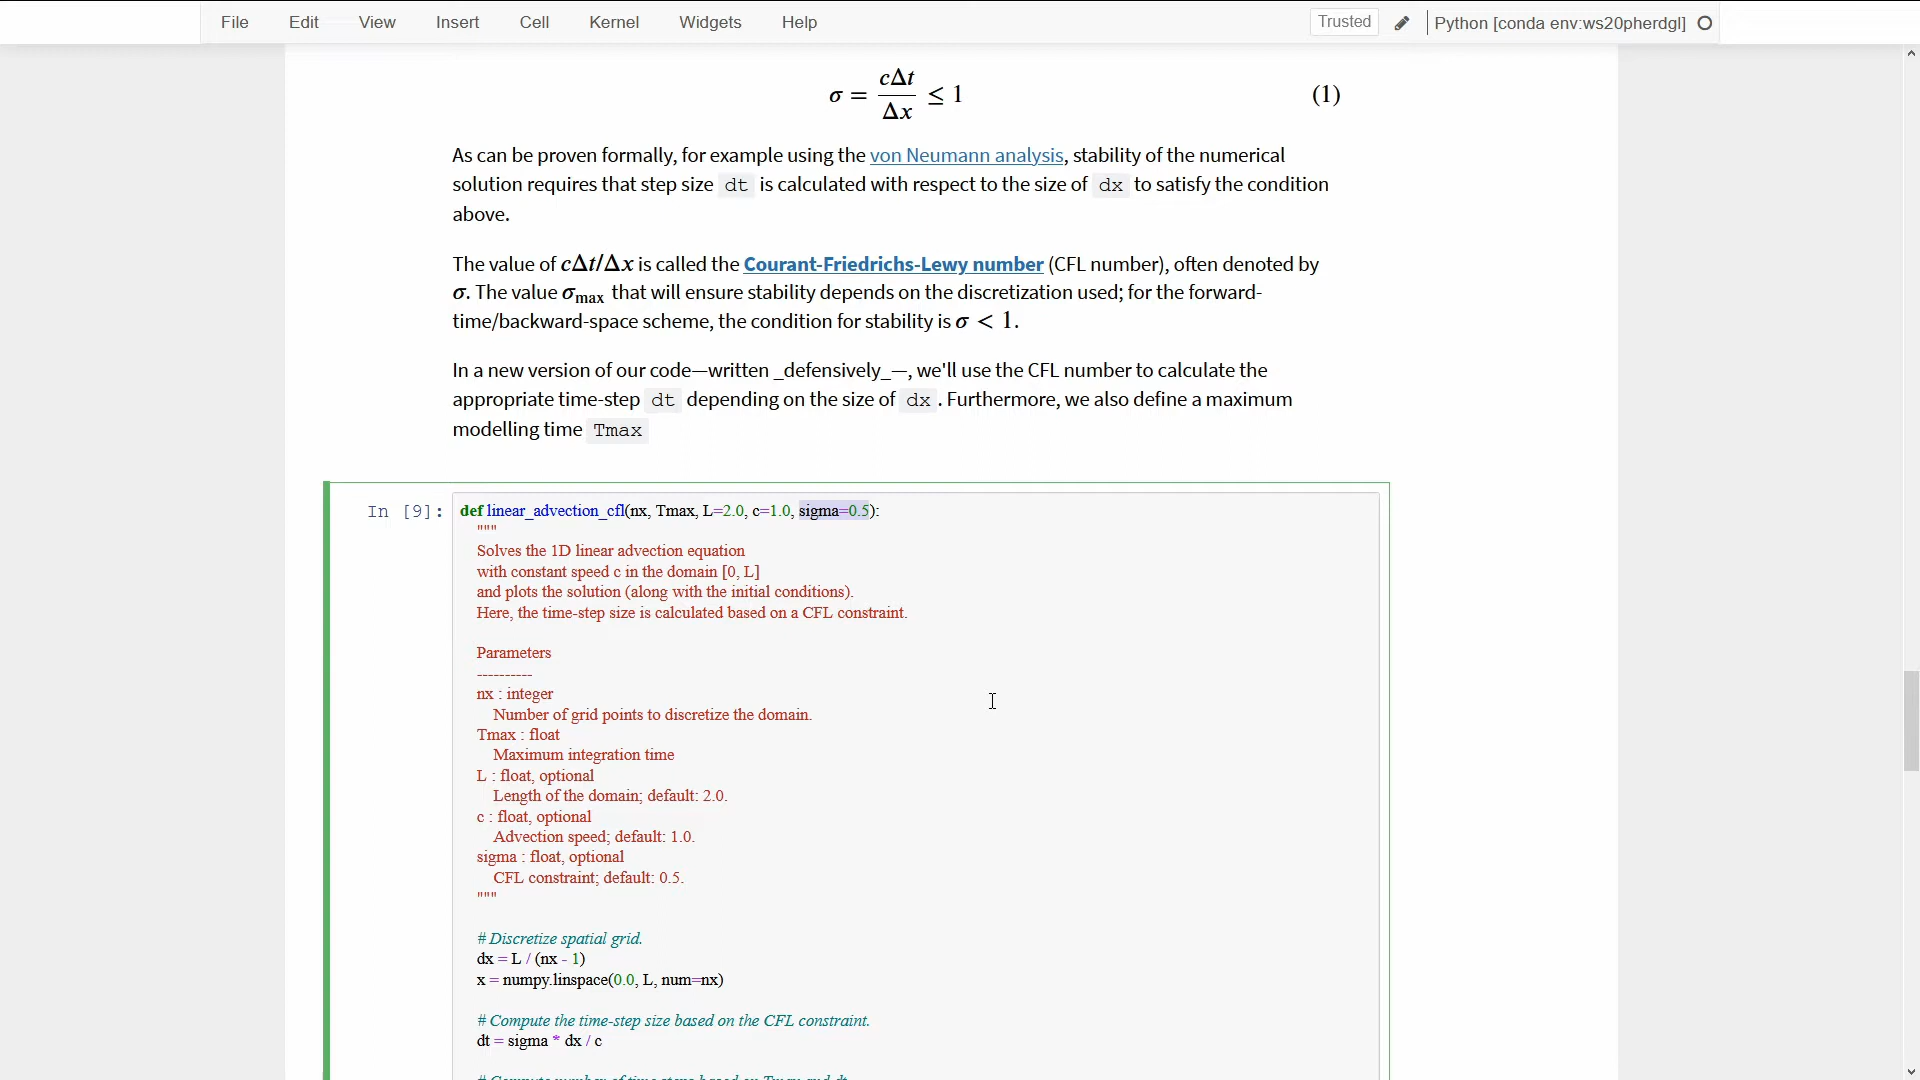 File Edit View Insert Cell Kernel Widgets Help Trusted Python [conda env:ws20pherdgl]
σ = cΔt/Δx ≤ 1 (1)
As can be proven formally, for example using the von Neumann analysis, stability of the numerical
solution requires that step size dt is calculated with respect to the size of dx to satisfy the condition
above.
The value of cΔt/Δx is called the Courant-Friedrichs-Lewy number (CFL number), often denoted by
σ. The value σmax that will ensure stability depends on the discretization used; for the forward-
time/backward-space scheme, the condition for stability is σ < 1.
In a new version of our code—written _defensively_—, we'll use the CFL number to calculate the
appropriate time-step dt depending on the size of dx . Furthermore, we also define a maximum
modelling time Tmax
In [9]: def linear_advection_cfl(nx, Tmax, L=2.0, c=1.0, sigma=0.5):
"""
Solves the 1D linear advection equation
with constant speed c in the domain [0, L]
and plots the solution (along with the initial conditions).
Here, the time-step size is calculated based on a CFL constraint.
Parameters
----------
nx : integer
Number of grid points to discretize the domain.
Tmax : float
Maximum integration time
L : float, optional
Length of the domain; default: 2.0.
c : float, optional
Advection speed; default: 1.0.
sigma : float, optional
CFL constraint; default: 0.5.
"""
# Discretize spatial grid.
dx = L / (nx - 1)
x = numpy.linspace(0.0, L, num=nx)
# Compute the time-step size based on the CFL constraint.
dt = sigma * dx / c
# Compute number of time steps based on Tmax and dt